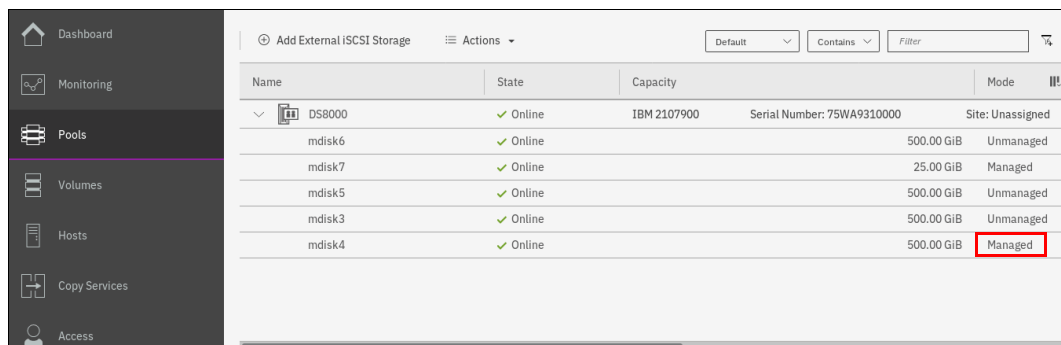 Dashboard
Monitoring
Pools
Volumes
Hosts
Copy Services
Access
Add External iSCSI Storage Actions Default Contains Filter
Name State Capacity Mode
DS8000 Online IBM 2107900 Serial Number: 75WA9310000 Site: Unassigned
mdisk6 Online 500.00 GiB Unmanaged
mdisk7 Online 25.00 GiB Managed
mdisk5 Online 500.00 GiB Unmanaged
mdisk3 Online 500.00 GiB Unmanaged
mdisk4 Online 500.00 GiB Managed